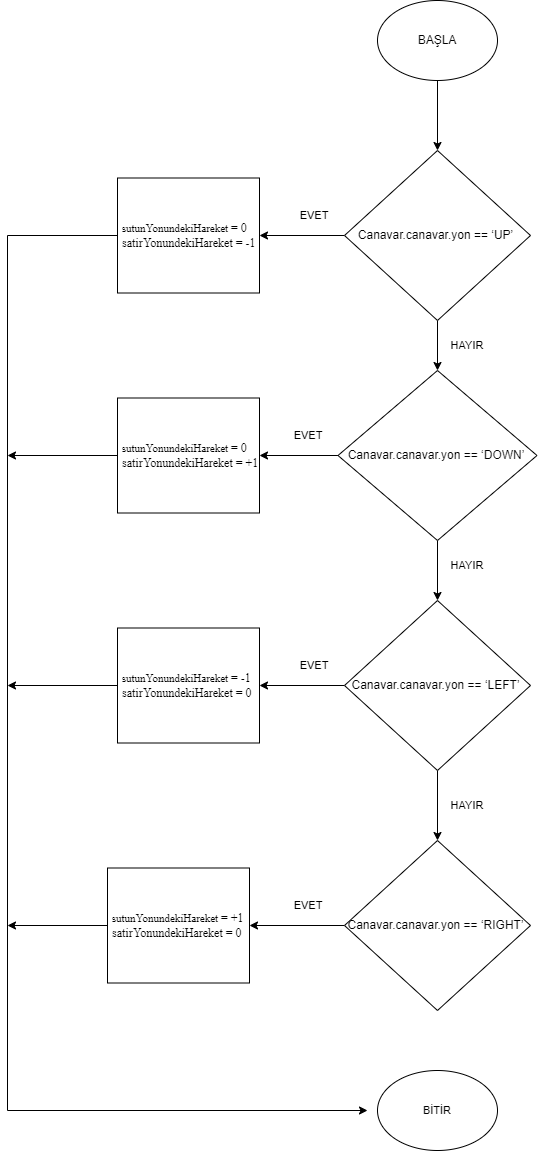 BAŞLA
Canavar.canavar.yon == ‘UP’
EVET
sutunYonundekiHareket = 0
satirYonundekiHareket = -1
HAYIR
Canavar.canavar.yon == ‘DOWN’
EVET
sutunYonundekiHareket = 0
satirYonundekiHareket = +1
HAYIR
Canavar.canavar.yon == ‘LEFT’
EVET
sutunYonundekiHareket = -1
satirYonundekiHareket = 0
HAYIR
Canavar.canavar.yon == ‘RIGHT’
EVET
sutunYonundekiHareket = +1
satirYonundekiHareket = 0
BİTİR